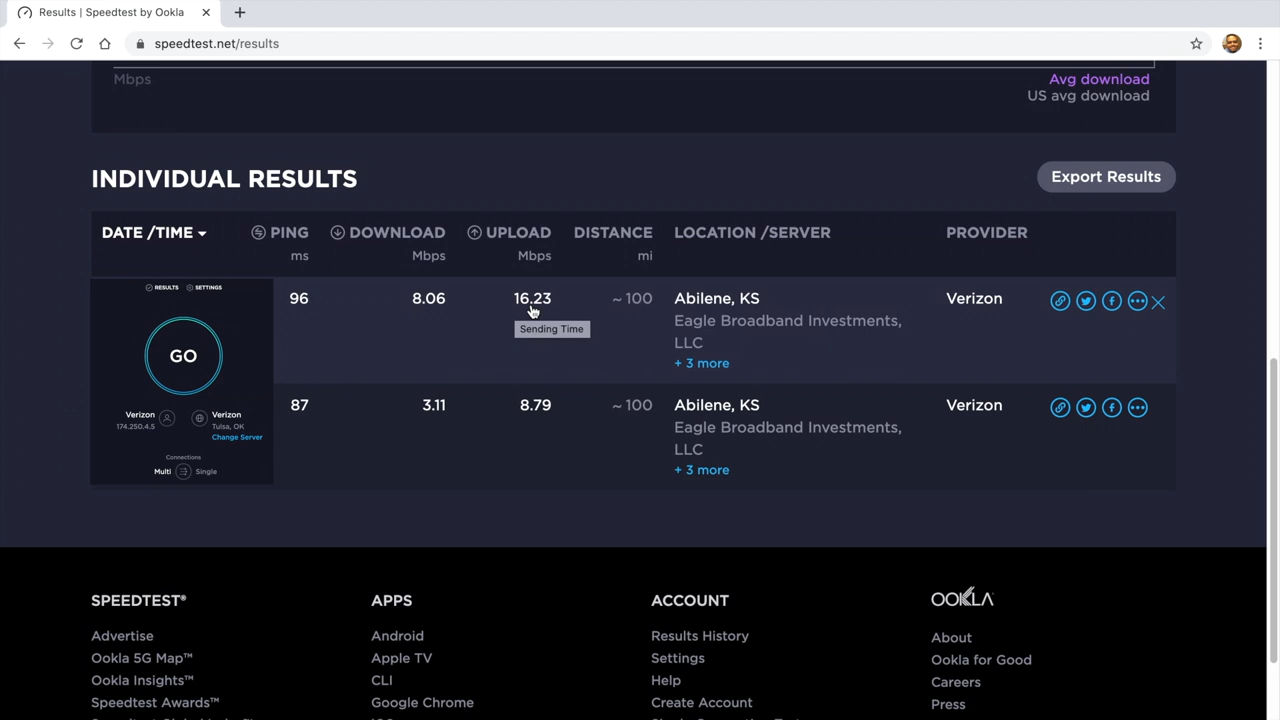 Results | Speedtest by Ookla
speedtest.net/results
Mbps
Avg download
US avg download
INDIVIDUAL RESULTS
Export Results
DATE /TIME PING DOWNLOAD UPLOAD DISTANCE LOCATION /SERVER PROVIDER
ms Mbps Mbps mi
RESULTS SETTINGS
GO
Verizon Verizon
174.250.4.5 Tulsa, OK
Change Server
Connections
Multi Single
96 8.06 16.23 ~ 100 Abilene, KS Verizon
Eagle Broadband Investments,
LLC
Sending Time
+ 3 more
87 3.11 8.79 ~ 100 Abilene, KS Verizon
Eagle Broadband Investments,
LLC
+ 3 more
SPEEDTEST® APPS ACCOUNT OOKLA
Advertise Android Results History About
Ookla 5G Map™ Apple TV Settings Ookla for Good
Ookla Insights™ CLI Help Careers
Speedtest Awards™ Google Chrome Create Account Press